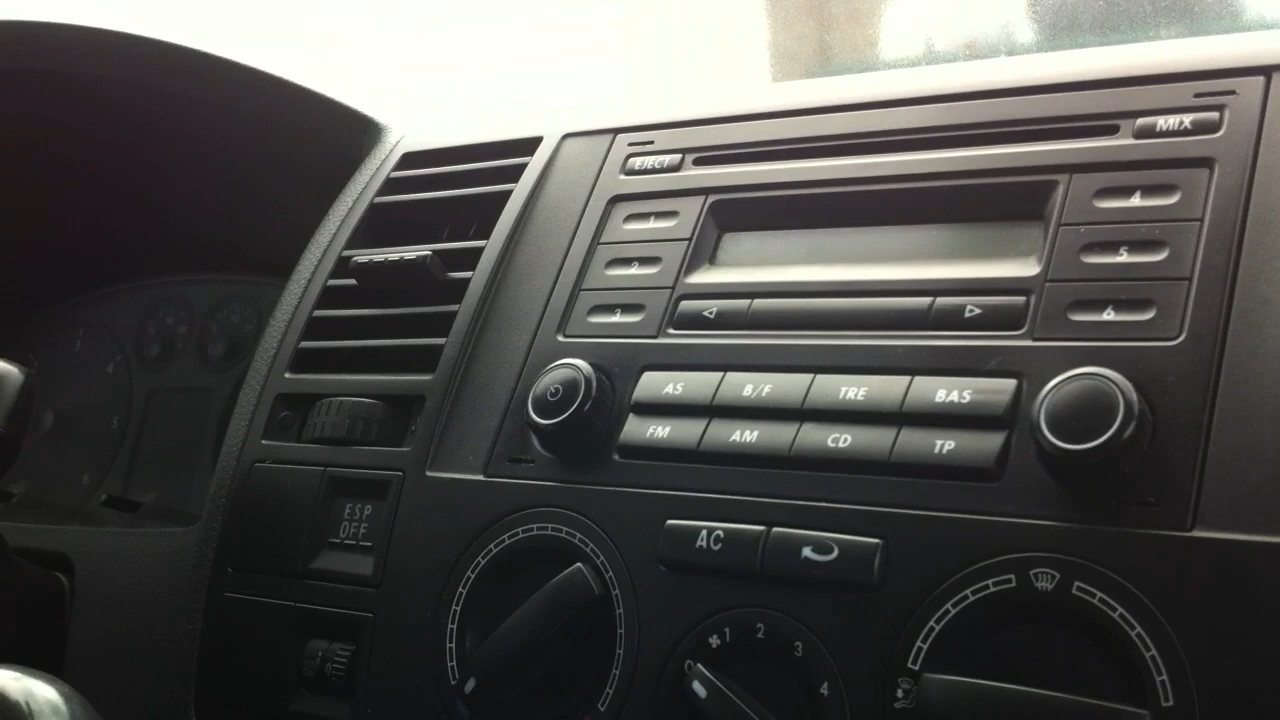 EJECT
MIX
1
4
2
5
3
6
AS B/F TRE BAS
FM AM CD TP
ESP
OFF
AC
1 2 3 4
0